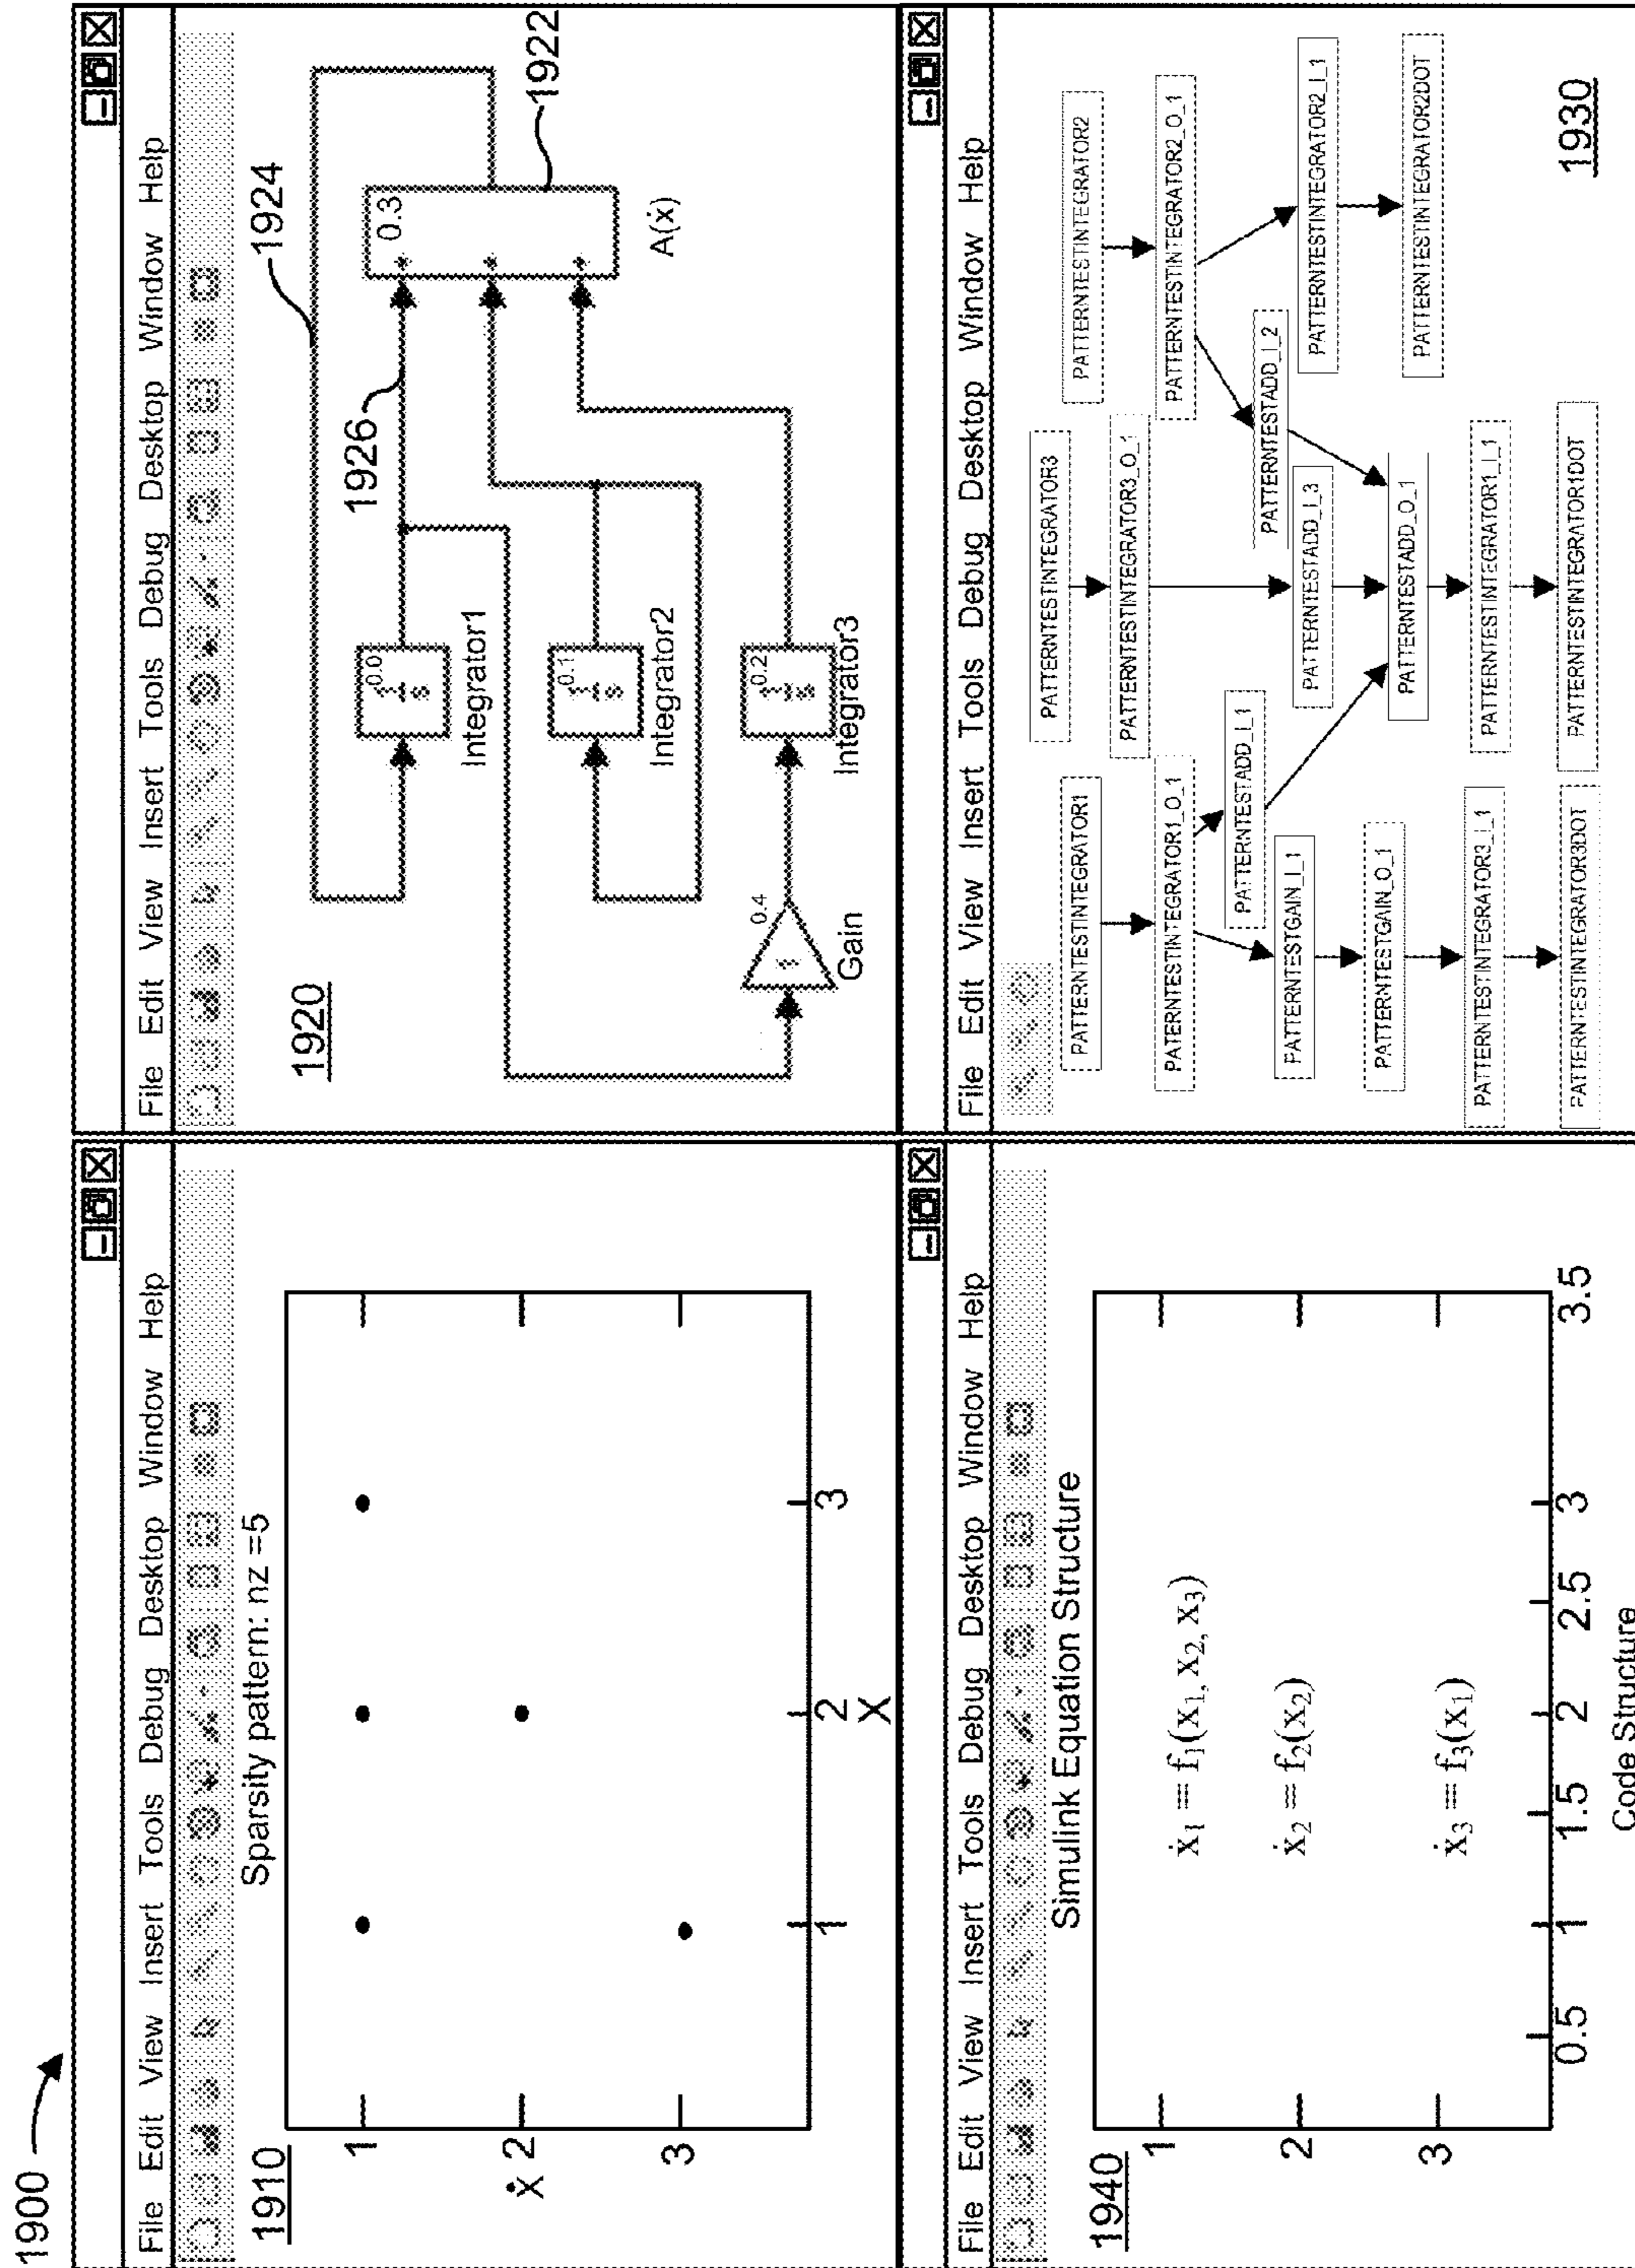 1900
File Edit View Insert Tools Debug Desktop Window Help
1910
Sparsity pattern: nz =5
1
ẋ 2
3
1 2 3
X
File Edit View Insert Tools Debug Desktop Window Help
1920
1924
1926
1922
0.0
1
s
Integrator1
0.1
1
s
Integrator2
0.2
1
s
Integrator3
0.4
1
Gain
0.3
+
+
+
A(ẋ)
File Edit View Insert Tools Debug Desktop Window Help
1940
Simulink Equation Structure
1
2
3
ẋ₁ = f₁(x₁, x₂, x₃)
ẋ₂ = f₂(x₂)
ẋ₃ = f₃(x₁)
0.5 1 1.5 2 2.5 3 3.5
Code Structure
File Edit View Insert Tools Debug Desktop Window Help
PATTERNTESTINTEGRATOR3
PATTERNTESTINTEGRATOR1
PATTERNTESTINTEGRATOR2
PATTERNTESTINTEGRATOR3_O_1
PATERNTESTINTEGRATOR1_O_1
PATTERNTESTINTEGRATOR2_O_1
PATTERNTESTADD_I_1
PATTERNTESTADD_I_2
PATTERNTESTGAIN_I_1
PATTERNTESTADD_I_3
PATTERNTESTINTEGRATOR2_I_1
PATTERNTESTGAIN_O_1
PATTERNTESTADD_O_1
PATTERNTESTINTEGRATOR2DOT
PATTERNTESTINTEGRATOR3_I_1
PATTERNTESTINTEGRATOR1_I_1
PATTERNTESTINTEGRATOR3DOT
PATTERNTESTINTEGRATOR1DOT
1930